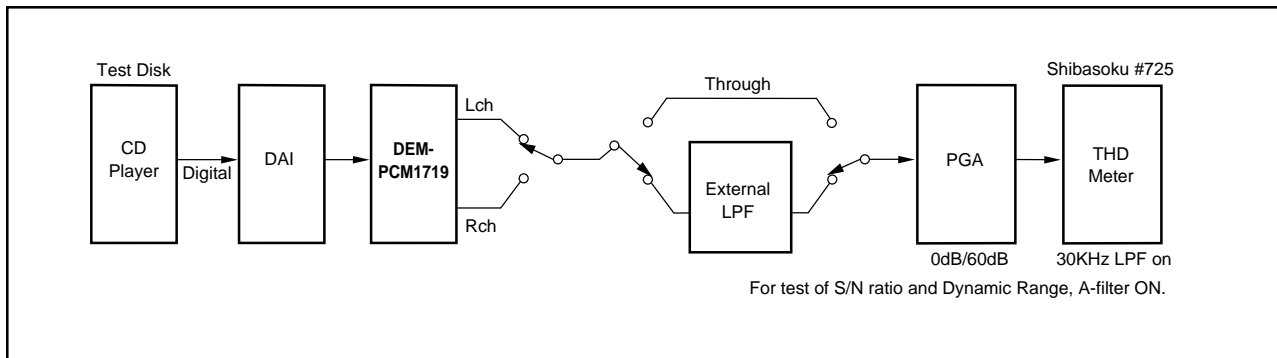 Test Disk
CD
Player
Digital
DAI
DEM-
PCM1719
Lch
Rch
Through
External
LPF
PGA
0dB/60dB
Shibasoku #725
THD
Meter
30KHz LPF on
For test of S/N ratio and Dynamic Range, A-filter ON.